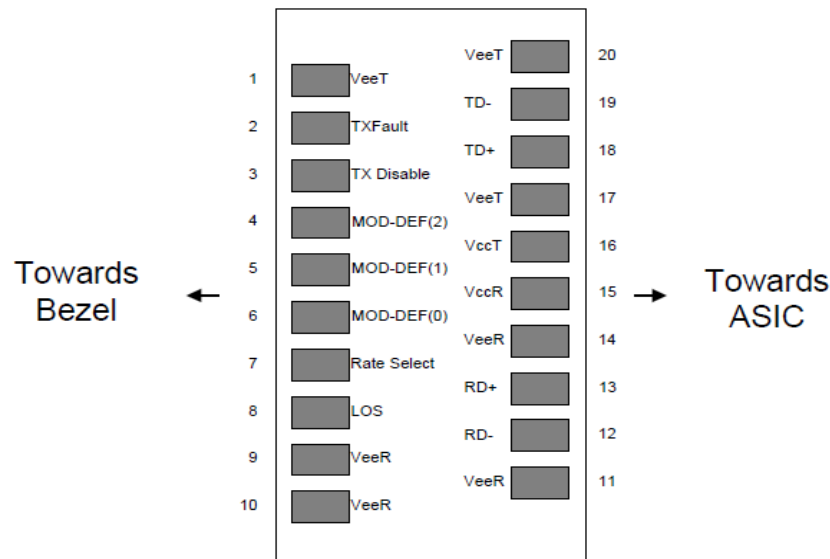 VeeT 20
1 VeeT
TD- 19
2 TXFault
TD+ 18
3 TX Disable
VeeT 17
4 MOD-DEF(2)
VccT 16
5 MOD-DEF(1)
Towards
Bezel
VccR 15
Towards
ASIC
6 MOD-DEF(0)
VeeR 14
7 Rate Select
RD+ 13
8 LOS
RD- 12
9 VeeR
VeeR 11
10 VeeR